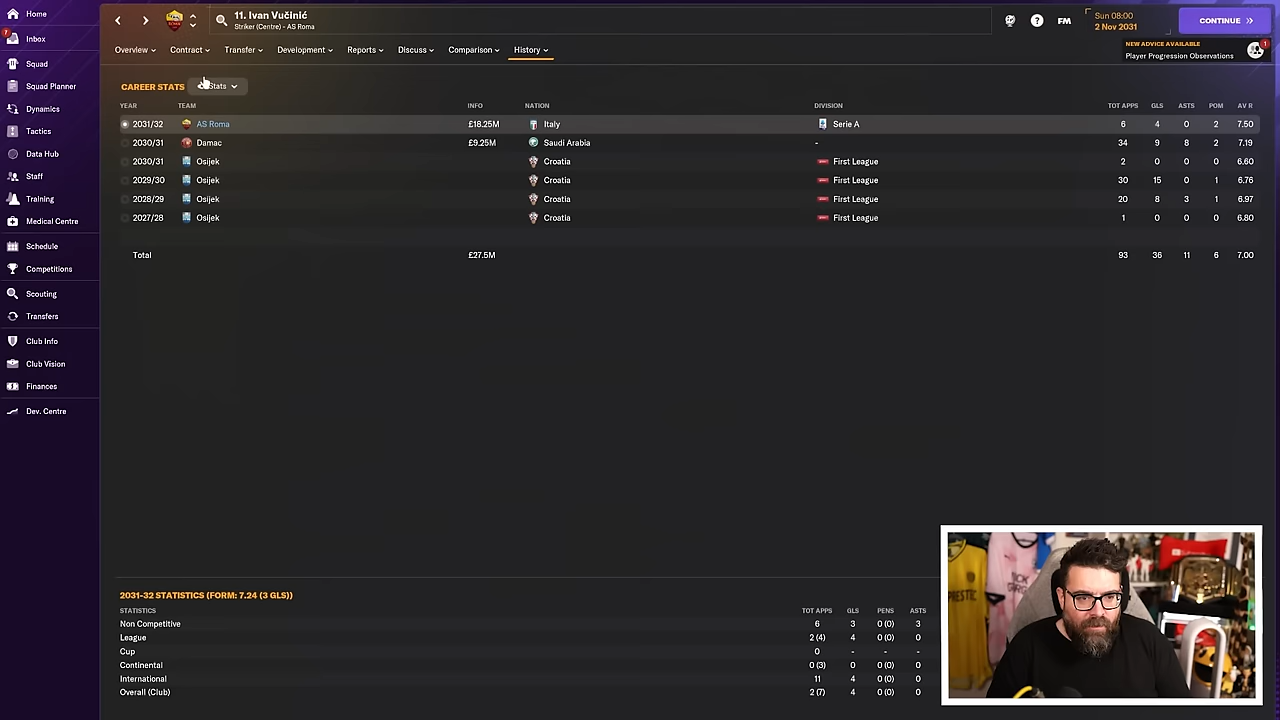 Home
7
Inbox
Squad
Squad Planner
Dynamics
Tactics
Data Hub
Staff
Training
Medical Centre
Schedule
Competitions
Scouting
Transfers
Club Info
Club Vision
Finances
Dev. Centre
11. Ivan Vučinić
Striker (Centre) - AS Roma
FM
Sun 08:00
2 Nov 2031
CONTINUE
Overview Contract Transfer Development Reports Discuss Comparison History
NEW ADVICE AVAILABLE
Player Progression Observations
1
CAREER STATS Stats
YEAR TEAM INFO NATION DIVISION TOT APPS GLS ASTS POM AV R
2031/32 AS Roma £18.25M Italy Serie A 6 4 0 2 7.50
2030/31 Damac £9.25M Saudi Arabia - 34 9 8 2 7.19
2030/31 Osijek Croatia First League 2 0 0 0 6.60
2029/30 Osijek Croatia First League 30 15 0 1 6.76
2028/29 Osijek Croatia First League 20 8 3 1 6.97
2027/28 Osijek Croatia First League 1 0 0 0 6.80
Total £27.5M 93 36 11 6 7.00
2031-32 STATISTICS (FORM: 7.24 (3 GLS))
STATISTICS TOT APPS GLS PENS ASTS
Non Competitive 6 3 0 (0) 3
League 2 (4) 4 0 (0) 0
Cup 0 - - -
Continental 0 (3) 0 0 (0) 0
International 11 4 0 (0) 0
Overall (Club) 2 (7) 4 0 (0) 0